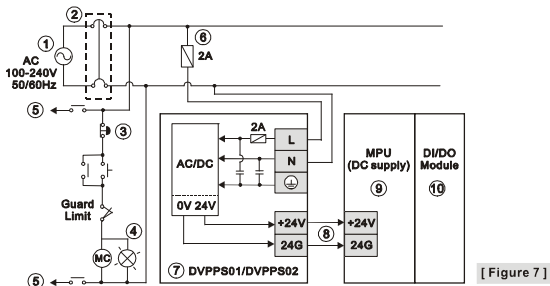 ②
①
AC
100-240V
50/60Hz
⑥
2A
⑤
③
Guard
Limit
④
MC
⑤
2A
L
N
AC/DC
0V 24V
+24V
24G
⑦ DVPPS01/DVPPS02
⑧
MPU
(DC supply)
⑨
+24V
24G
DI/DO
Module
⑩
[ Figure 7 ]